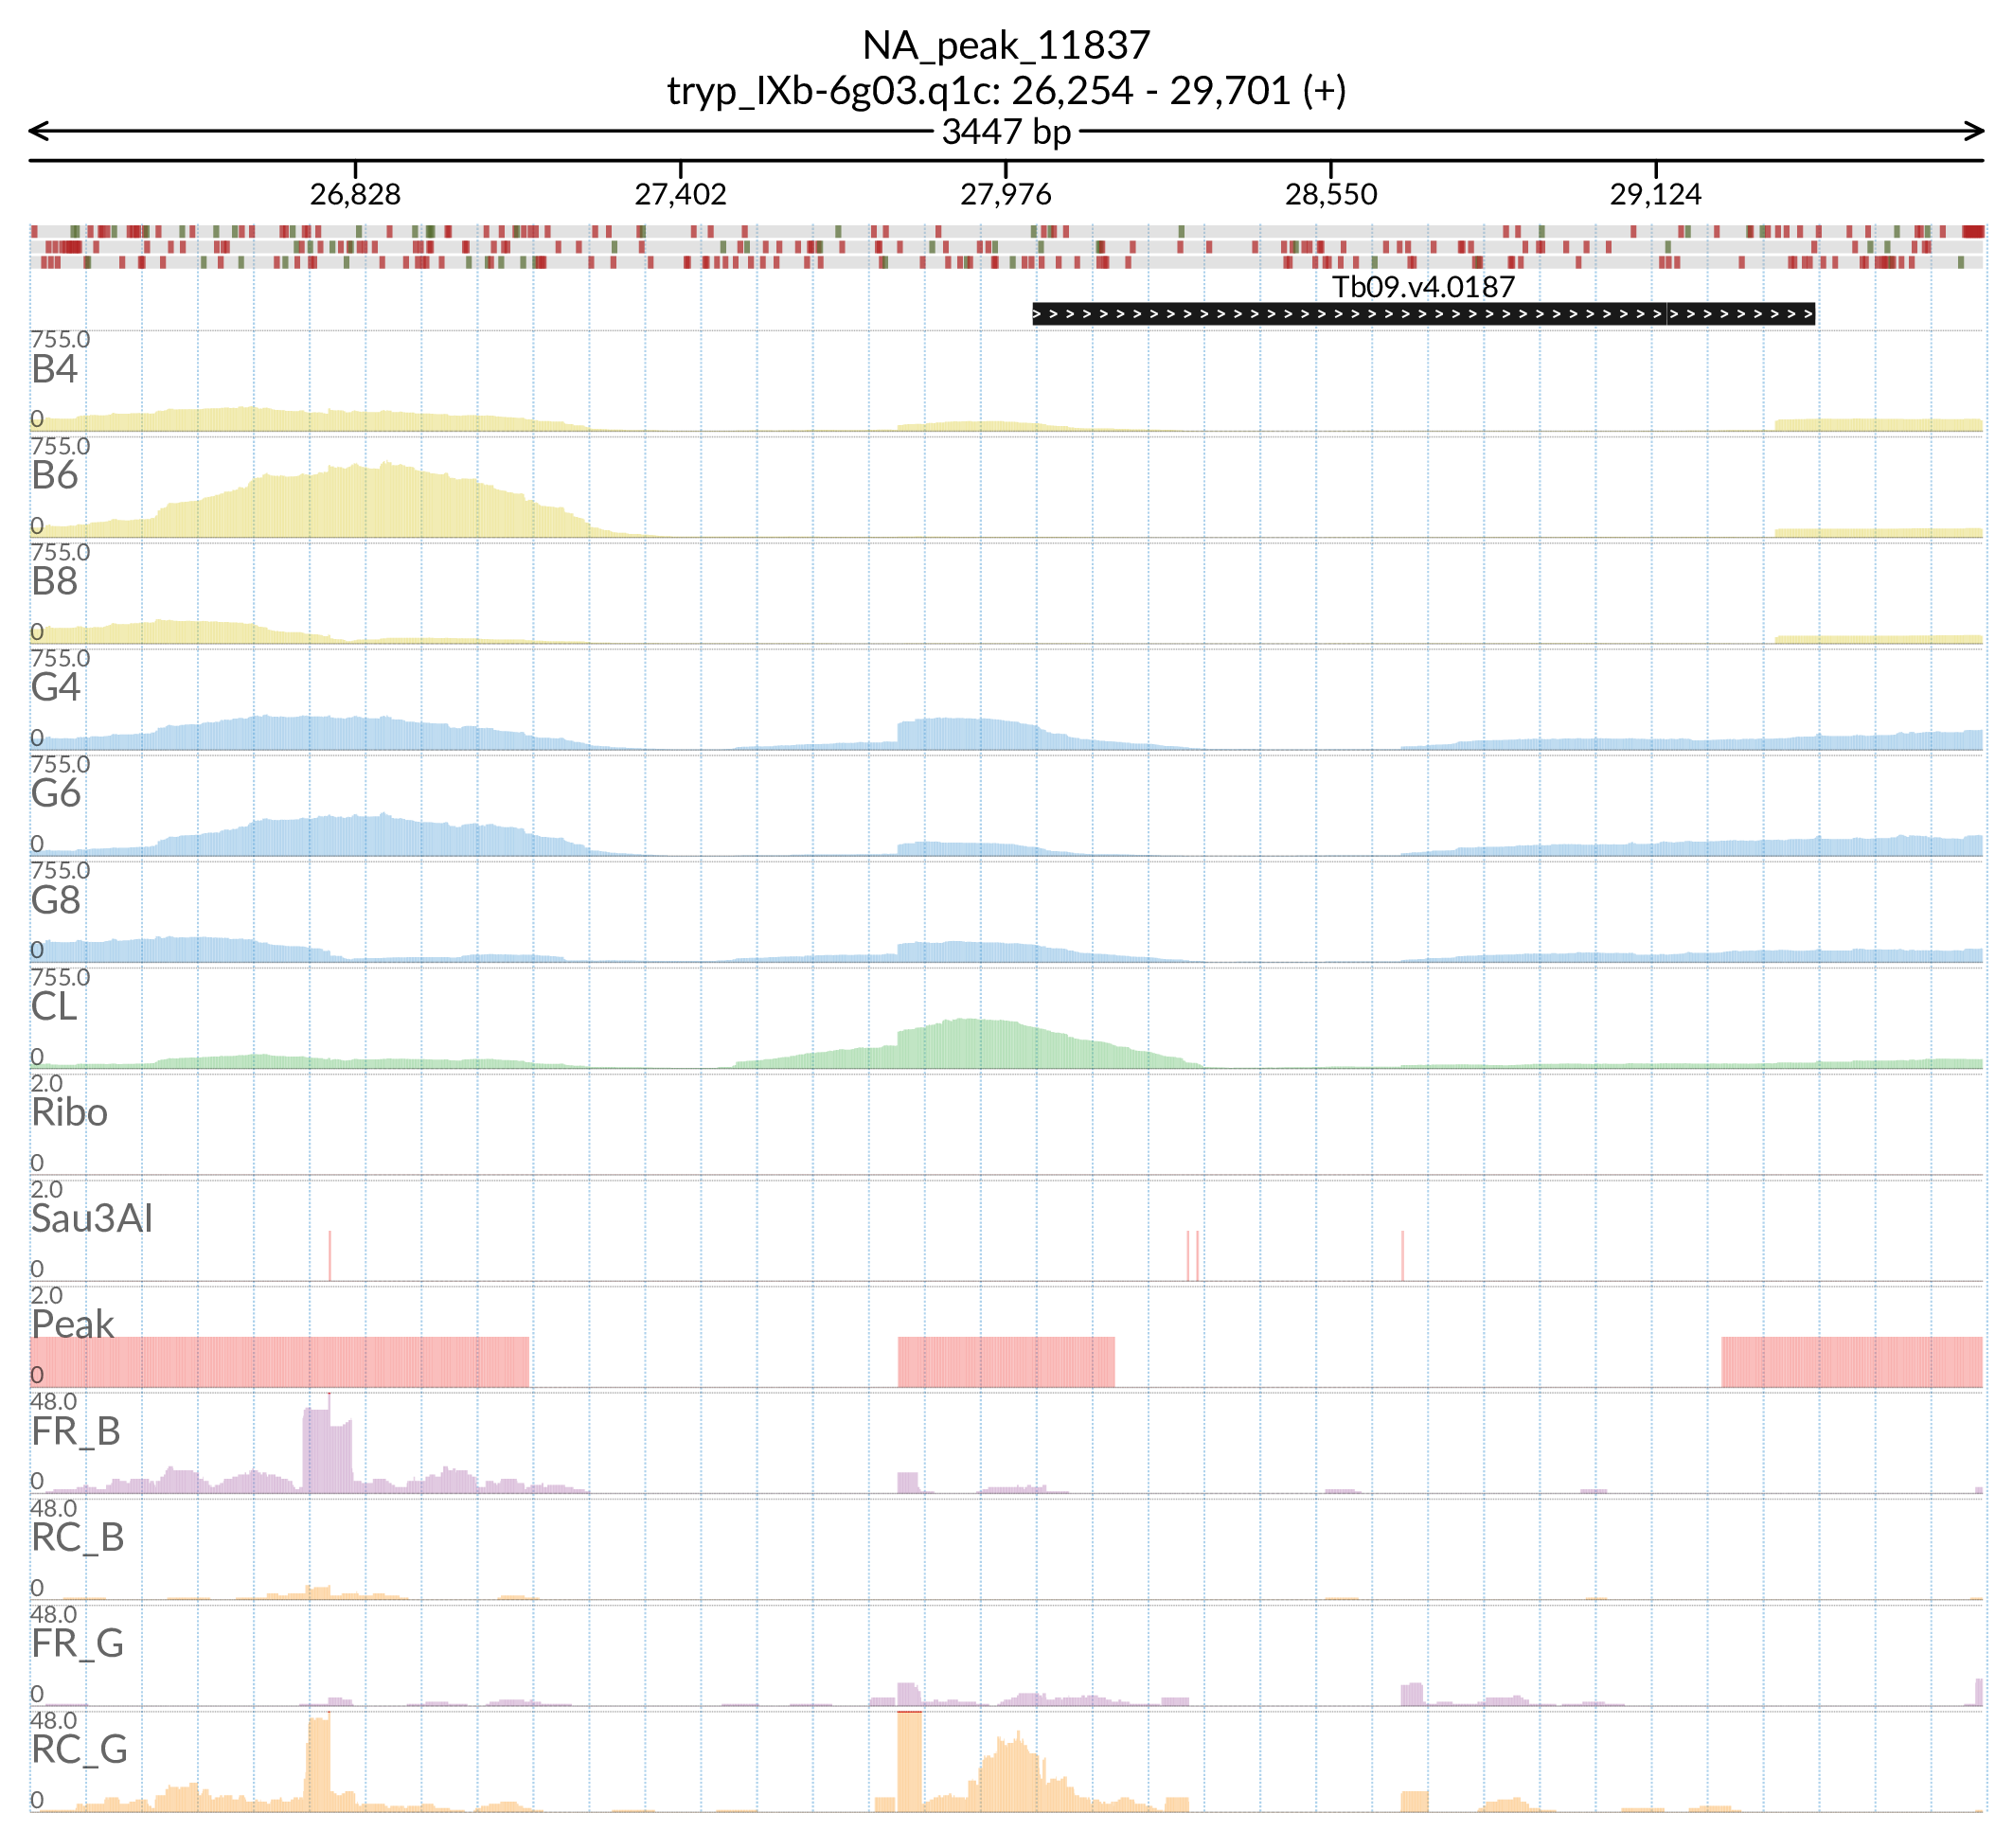 NA_peak_11837
tryp_IXb-6g03.q1c: 26,254 - 29,701 (+)
3447 bp
26,828 27,402 27,976 28,550 29,124
Tb09.v4.0187
755.0
B4
0
755.0
B6
0
755.0
B8
0
755.0
G4
0
755.0
G6
0
755.0
G8
0
755.0
CL
0
2.0
Ribo
0
2.0
Sau3AI
0
2.0
Peak
0
48.0
FR_B
0
48.0
RC_B
0
48.0
FR_G
0
48.0
RC_G
0